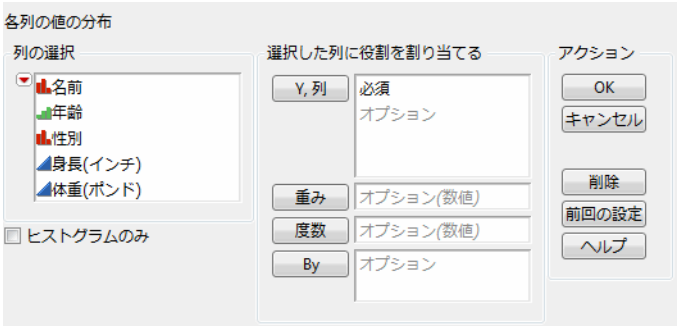 各列の値の分布
列の選択
名前
年齢
性別
身長(インチ)
体重(ポンド)
ヒストグラムのみ
選択した列に役割を割り当てる
Y, 列
必須
オプション
重み
オプション(数値)
度数
オプション(数値)
By
オプション
アクション
OK
キャンセル
削除
前回の設定
ヘルプ